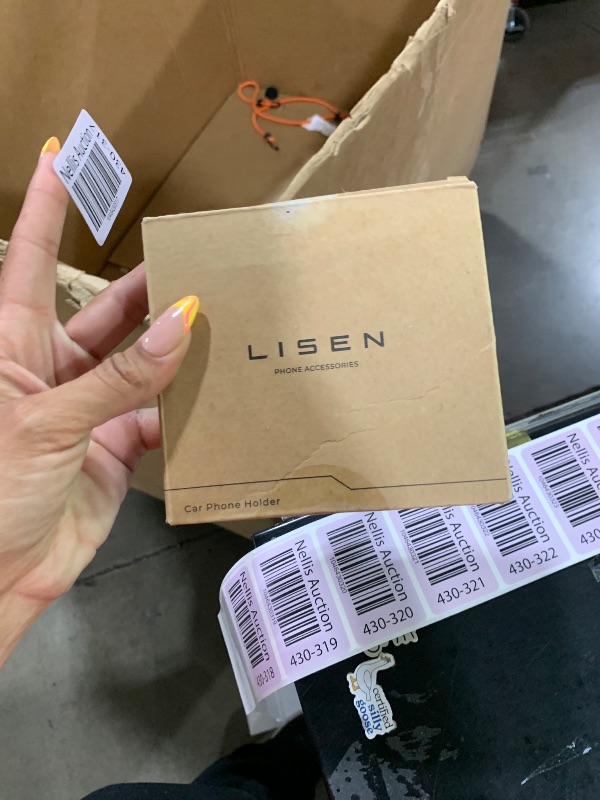 Nellis Auction
LISEN
PHONE ACCESSORIES
Car Phone Holder
Nellis Auction
430-318
Nellis Auction
430-319
Nellis Auction
430-320
430-321
Nellis Auction
430-322
Nellis Auction
certified
silly
goose